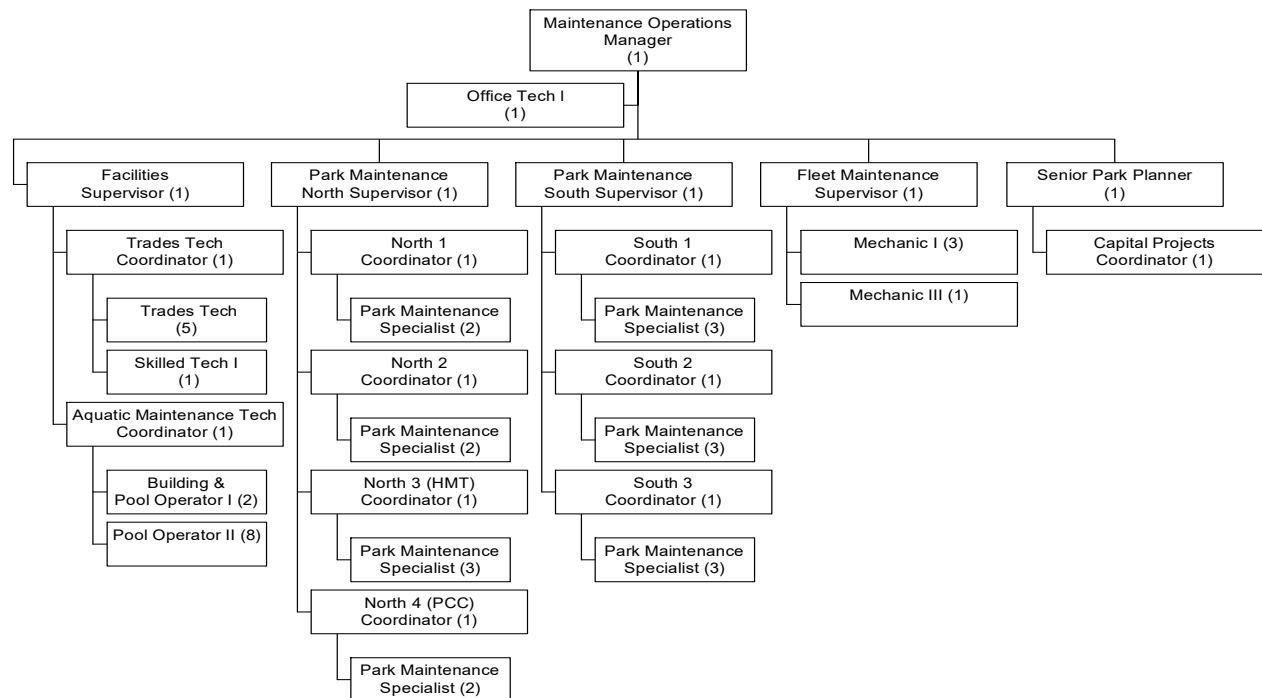 Maintenance Operations
Manager
(1)
Office Tech I
(1)
Facilities
Supervisor (1)
Trades Tech
Coordinator (1)
Trades Tech
(5)
Skilled Tech I
(1)
Aquatic Maintenance Tech
Coordinator (1)
Building &
Pool Operator I (2)
Pool Operator II (8)
Park Maintenance
North Supervisor (1)
North 1
Coordinator (1)
Park Maintenance
Specialist (2)
North 2
Coordinator (1)
Park Maintenance
Specialist (2)
North 3 (HMT)
Coordinator (1)
Park Maintenance
Specialist (3)
North 4 (PCC)
Coordinator (1)
Park Maintenance
Specialist (2)
Park Maintenance
South Supervisor (1)
South 1
Coordinator (1)
Park Maintenance
Specialist (3)
South 2
Coordinator (1)
Park Maintenance
Specialist (3)
South 3
Coordinator (1)
Park Maintenance
Specialist (3)
Fleet Maintenance
Supervisor (1)
Mechanic I (3)
Mechanic III (1)
Senior Park Planner
(1)
Capital Projects
Coordinator (1)